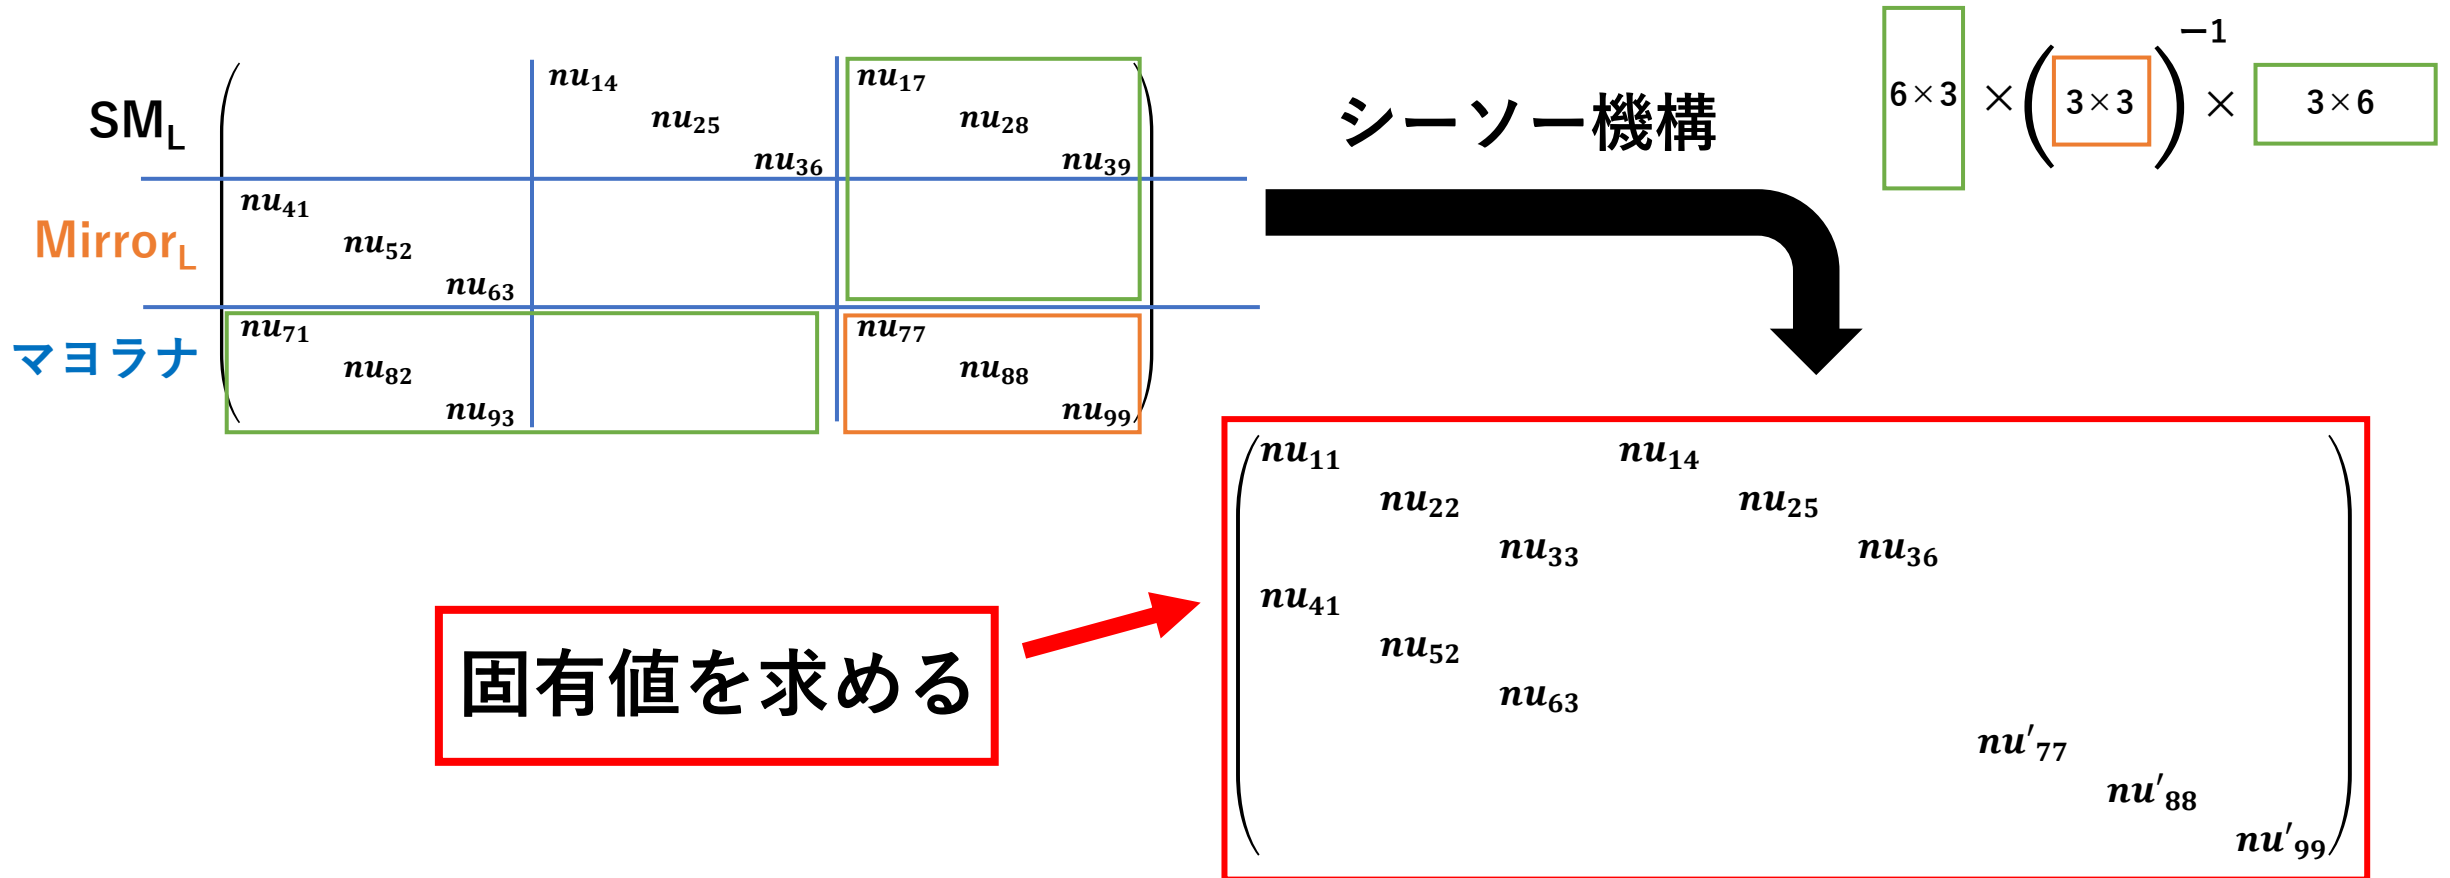 SM_L
Mirror_L
マヨラナ
nu_14 nu_17
nu_25 nu_28
nu_36 nu_39
nu_41
nu_52
nu_63
nu_71 nu_77
nu_82 nu_88
nu_93 nu_99
シーソー機構
6×3 × (3×3)^−1 × 3×6
固有値を求める
nu_11 nu_14
nu_22 nu_25
nu_33 nu_36
nu_41
nu_52
nu_63
nu'_77
nu'_88
nu'_99